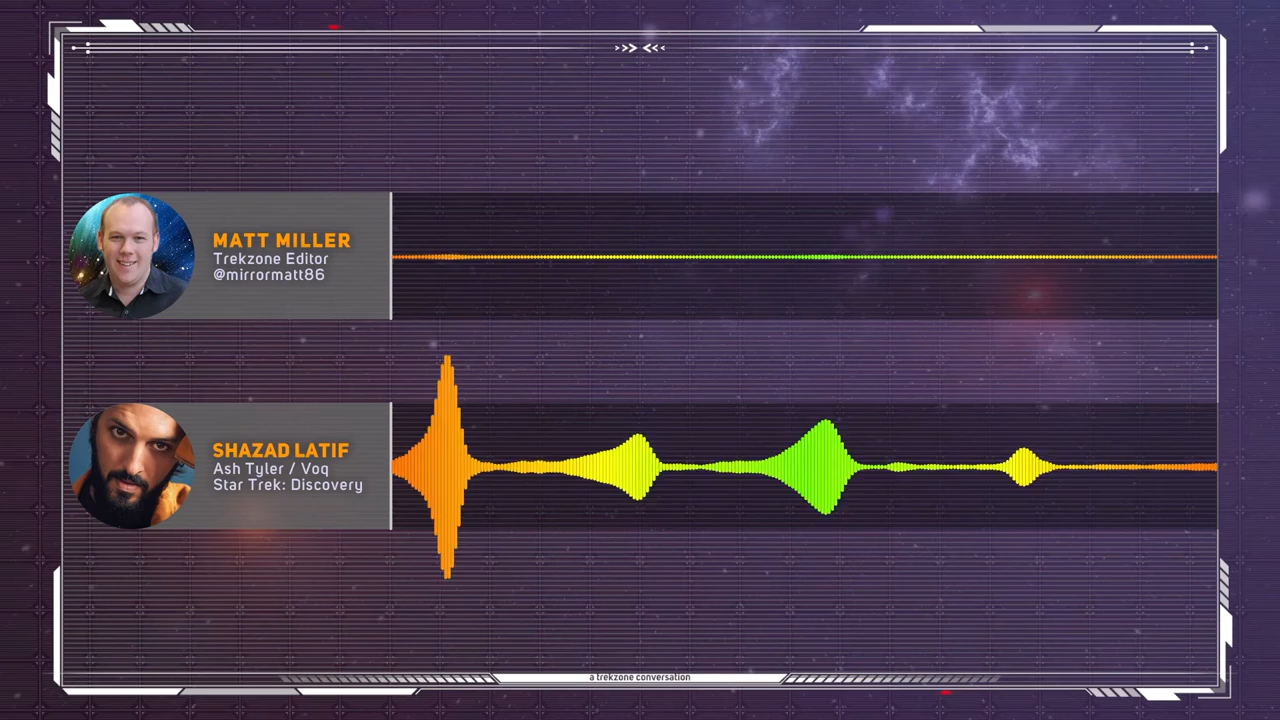 MATT MILLER
Trekzone Editor
@mirrormatt86
SHAZAD LATIF
Ash Tyler / Voq
Star Trek: Discovery
a trekzone conversation